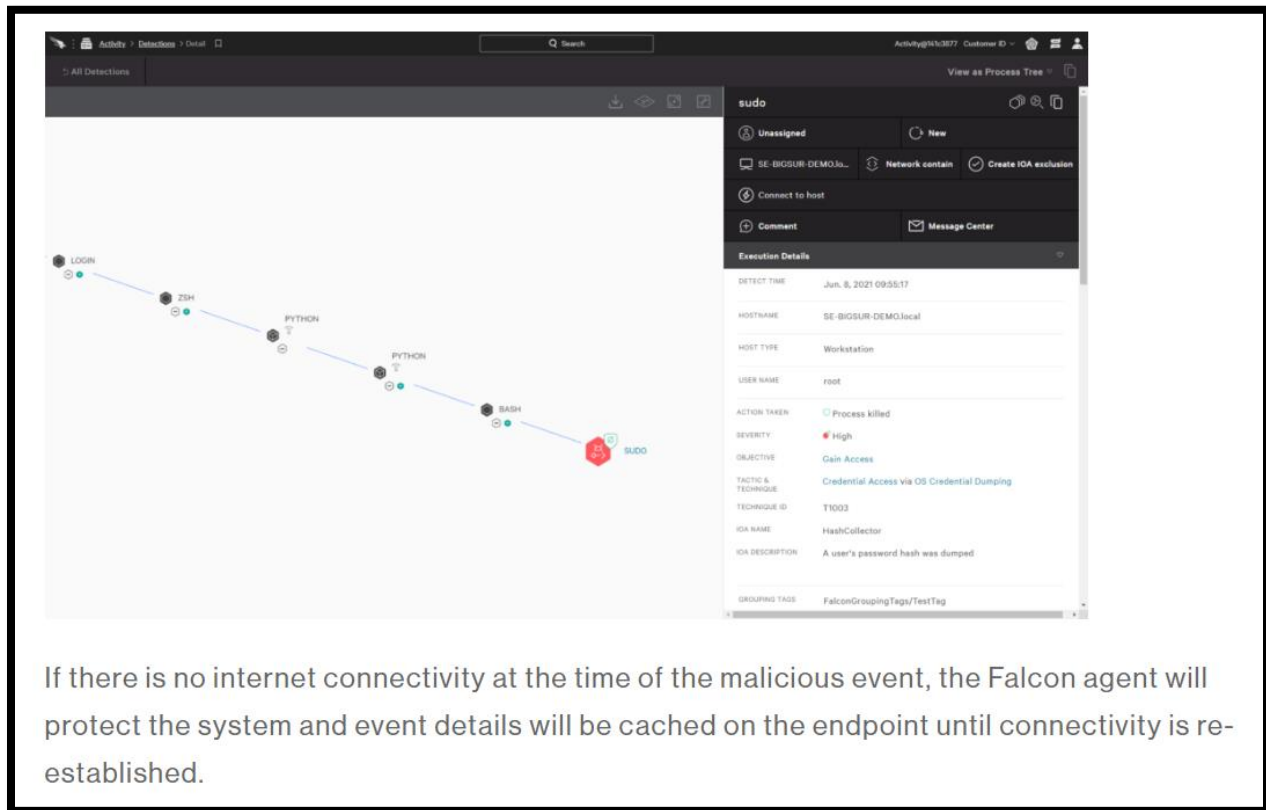 Activity > Detections > Detail
Search
Activity@141c3877 Customer ID
All Detections
View as Process Tree
sudo
Unassigned
New
SE-BIGSUR-DEMO.lo...
Network contain
Create IOA exclusion
Connect to host
Comment
Message Center
Execution Details
DETECT TIME Jun. 8, 2021 09:55:17
HOSTNAME SE-BIGSUR-DEMO.local
HOST TYPE Workstation
USER NAME root
ACTION TAKEN Process killed
SEVERITY High
OBJECTIVE Gain Access
TACTIC &
TECHNIQUE Credential Access via OS Credential Dumping
TECHNIQUE ID T1003
IOA NAME HashCollector
IOA DESCRIPTION A user's password hash was dumped
GROUPING TAGS FalconGroupingTags/TestTag
LOGIN
ZSH
PYTHON
PYTHON
BASH
SUDO
If there is no internet connectivity at the time of the malicious event, the Falcon agent will
protect the system and event details will be cached on the endpoint until connectivity is re-
established.